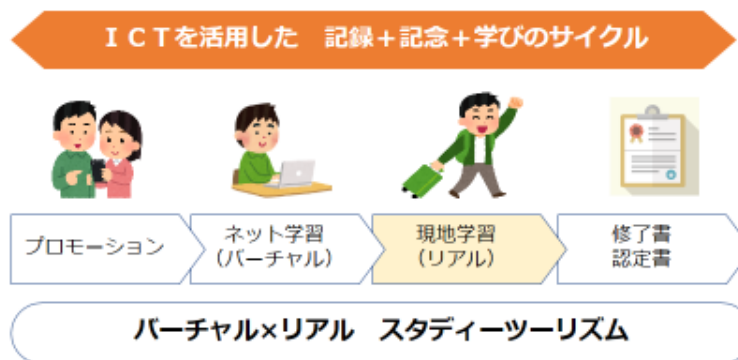 ICTを活用した 記録＋記念＋学びのサイクル
プロモーション
ネット学習
（バーチャル）
現地学習
（リアル）
修了書
認定書
バーチャル×リアル スタディーツーリズム